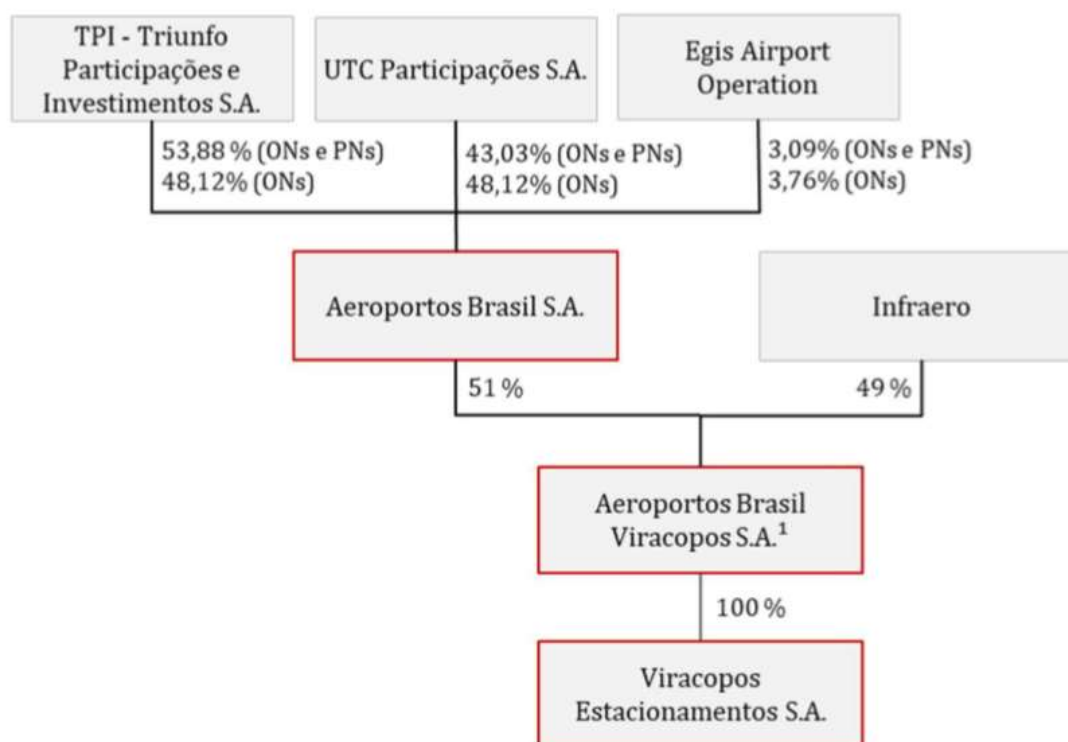 TPI - Triunfo
Participações e
Investimentos S.A.
UTC Participações S.A.
Egis Airport
Operation
53,88 % (ONs e PNs)
48,12% (ONs)
43,03% (ONs e PNs)
48,12% (ONs)
3,09% (ONs e PNs)
3,76% (ONs)
Aeroportos Brasil S.A.
Infraero
51 %
49 %
Aeroportos Brasil
Viracopos S.A.¹
100 %
Viracopos
Estacionamentos S.A.